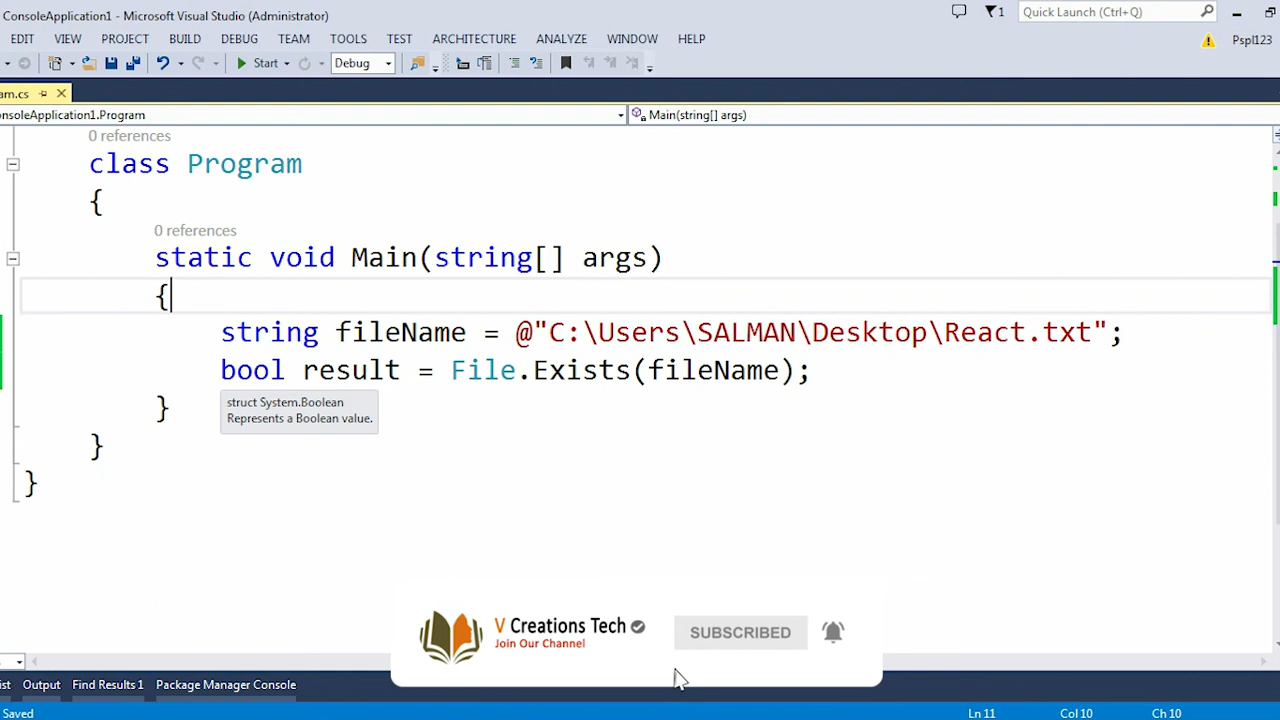 ConsoleApplication1 - Microsoft Visual Studio (Administrator)
Quick Launch (Ctrl+Q)
1
EDIT VIEW PROJECT BUILD DEBUG TEAM TOOLS TEST ARCHITECTURE ANALYZE WINDOW HELP
Pspl123
Start Debug
am.cs
onsoleApplication1.Program
Main(string[] args)
0 references
class Program
{
0 references
static void Main(string[] args)
{
string fileName = @"C:\Users\SALMAN\Desktop\React.txt";
bool result = File.Exists(fileName);
struct System.Boolean
Represents a Boolean value.
}
}
}
V Creations Tech
Join Our Channel
SUBSCRIBED
ist Output Find Results 1 Package Manager Console
Saved Ln 11 Col 10 Ch 10